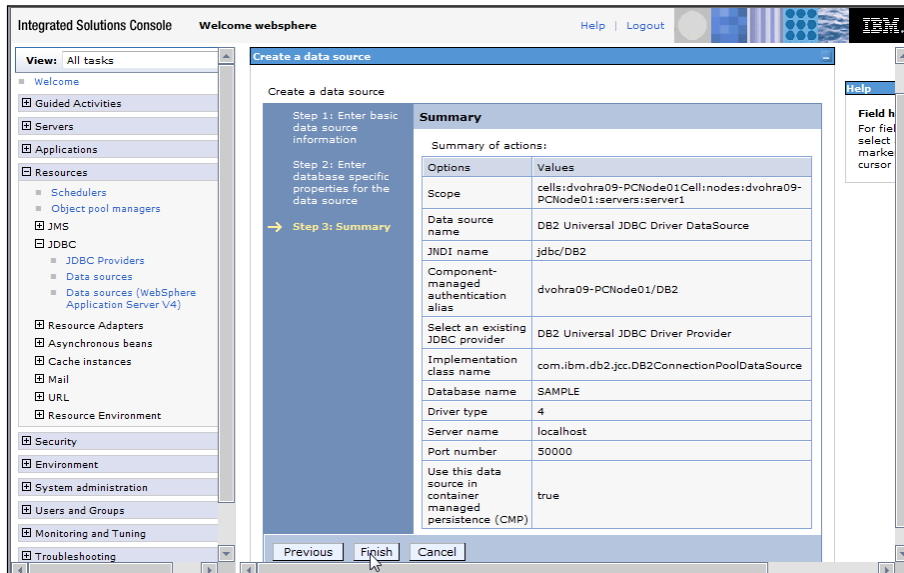 Integrated Solutions Console Welcome websphere Help | Logout IBM.
View: All tasks
Welcome
Guided Activities
Servers
Applications
Resources
Schedulers
Object pool managers
JMS
JDBC
JDBC Providers
Data sources
Data sources (WebSphere
Application Server V4)
Resource Adapters
Asynchronous beans
Cache instances
Mail
URL
Resource Environment
Security
Environment
System administration
Users and Groups
Monitoring and Tuning
Troubleshooting
Create a data source
Create a data source
Step 1: Enter basic
data source
information
Step 2: Enter
database specific
properties for the
data source
Step 3: Summary
Summary
Summary of actions:
Options Values
Scope cells:dvohra09-PCNode01Cell:nodes:dvohra09-
PCNode01:servers:server1
Data source
name DB2 Universal JDBC Driver DataSource
JNDI name jdbc/DB2
Component-
managed
authentication
alias dvohra09-PCNode01/DB2
Select an existing
JDBC provider DB2 Universal JDBC Driver Provider
Implementation
class name com.ibm.db2.jcc.DB2ConnectionPoolDataSource
Database name SAMPLE
Driver type 4
Server name localhost
Port number 50000
Use this data
source in
container
managed
persistence (CMP) true
Previous Finish Cancel
Help
Field h
For fiel
select
marke
cursor